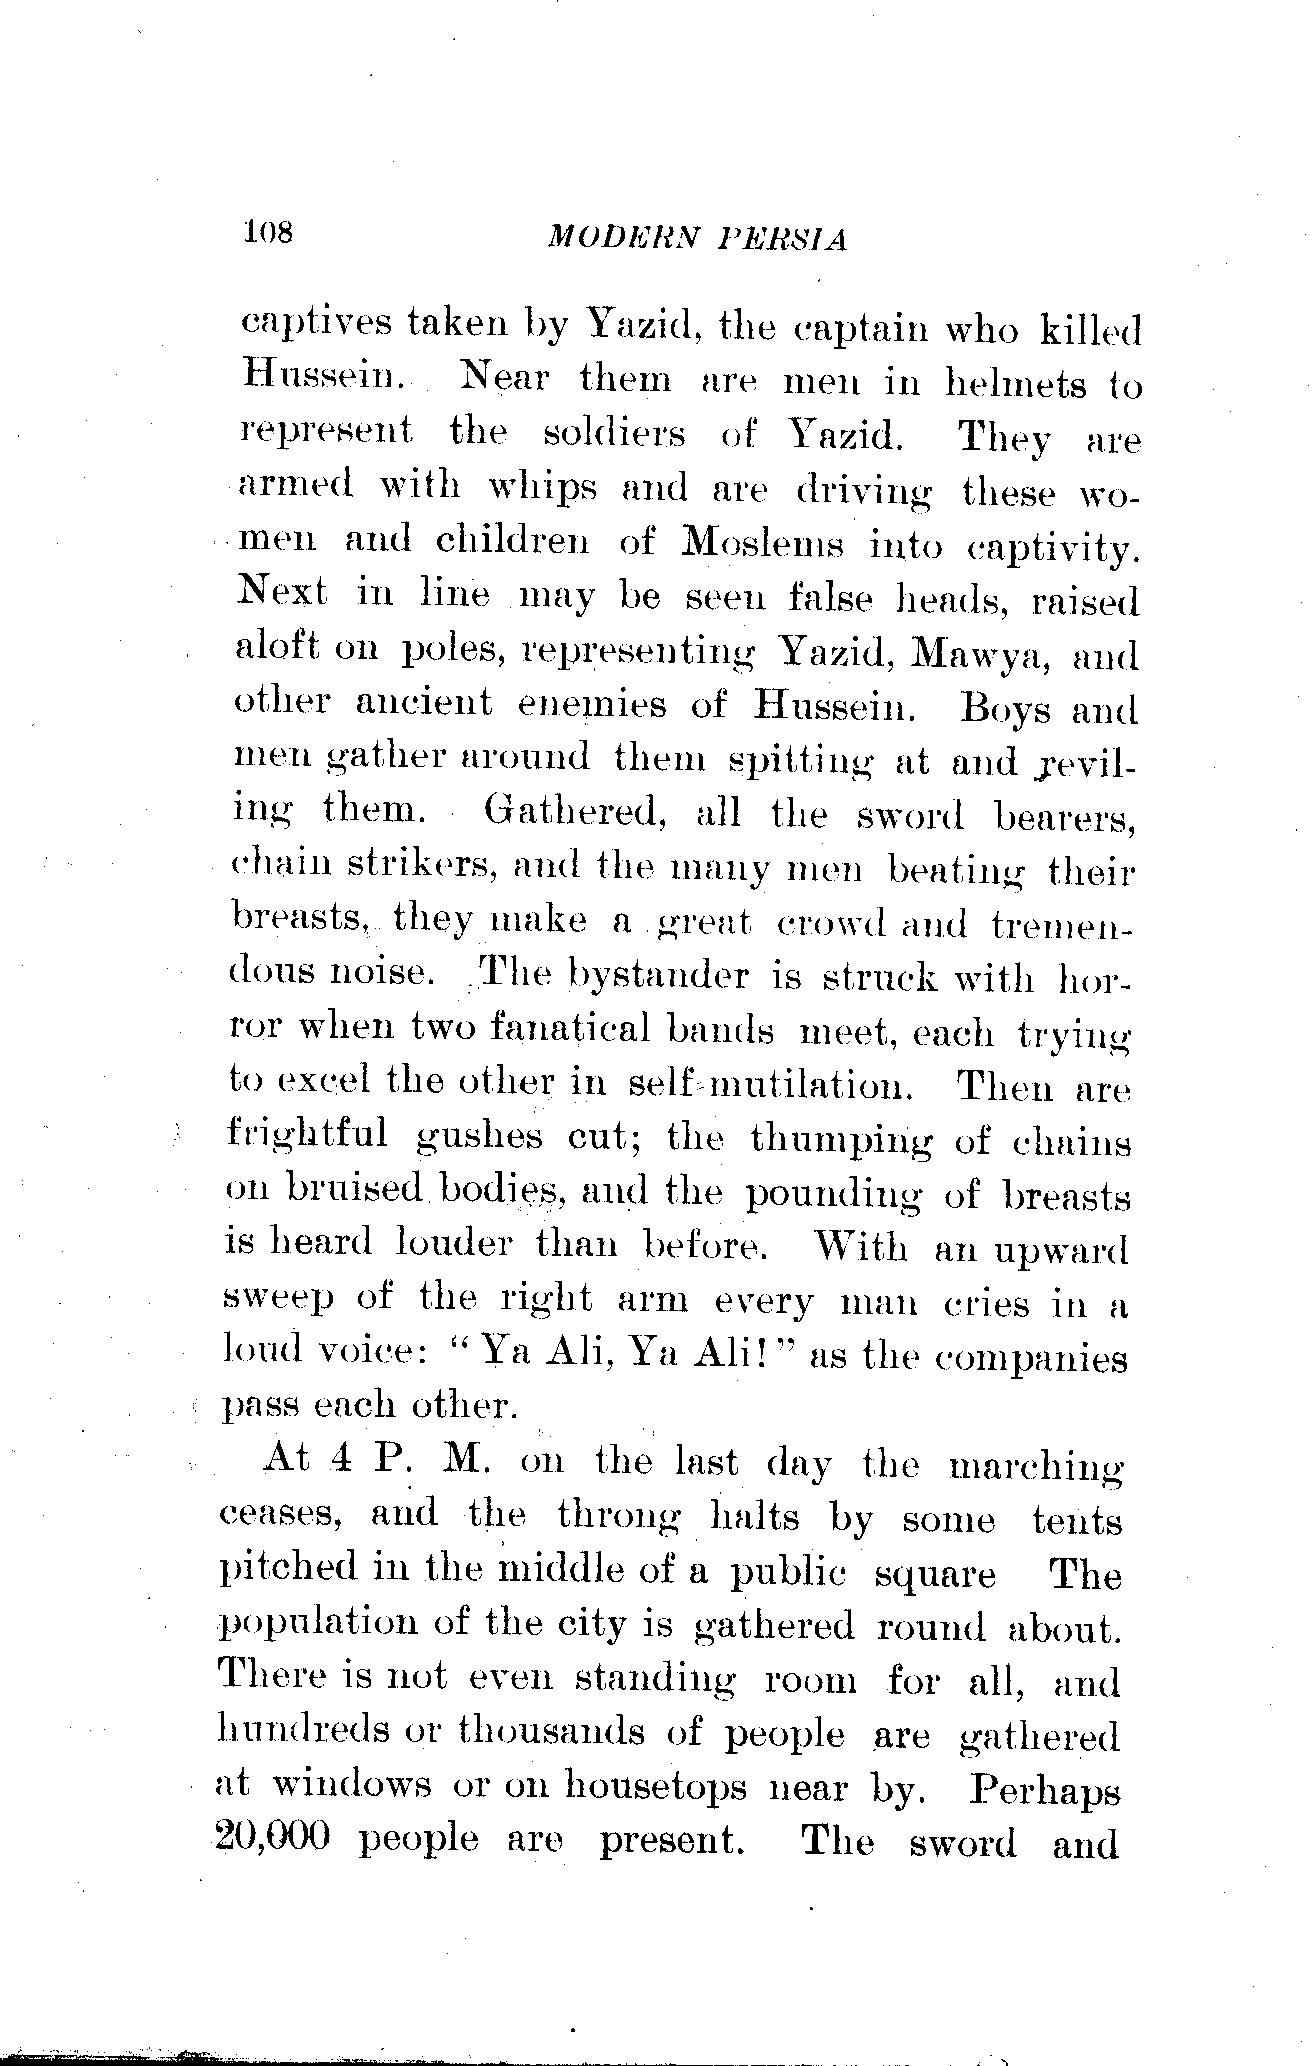 108 MODERN PERSIA
captives taken by Yazid, the captain who killed
Hussein. Near them are men in helmets to
represent the soldiers of Yazid. They are
armed with whips and are driving these wo-
men and children of Moslems into captivity.
Next in line may be seen false heads, raised
aloft on poles, representing Yazid, Mawya, and
other ancient enemies of Hussein. Boys and
men gather around them spitting at and revil-
ing them. Gathered, all the sword bearers,
chain strikers, and the many men beating their
breasts, they make a great crowd and tremen-
dous noise. The bystander is struck with hor-
ror when two fanatical bands meet, each trying
to excel the other in self-mutilation. Then are
frightful gushes cut; the thumping of chains
on bruised bodies, and the pounding of breasts
is heard louder than before. With an upward
sweep of the right arm every man cries in a
loud voice: “ Ya Ali, Ya Ali! ” as the companies
pass each other.
At 4 P. M. on the last day the marching
ceases, and the throng halts by some tents
pitched in the middle of a public square The
population of the city is gathered round about.
There is not even standing room for all, and
hundreds or thousands of people are gathered
at windows or on housetops near by. Perhaps
20,000 people are present. The sword and